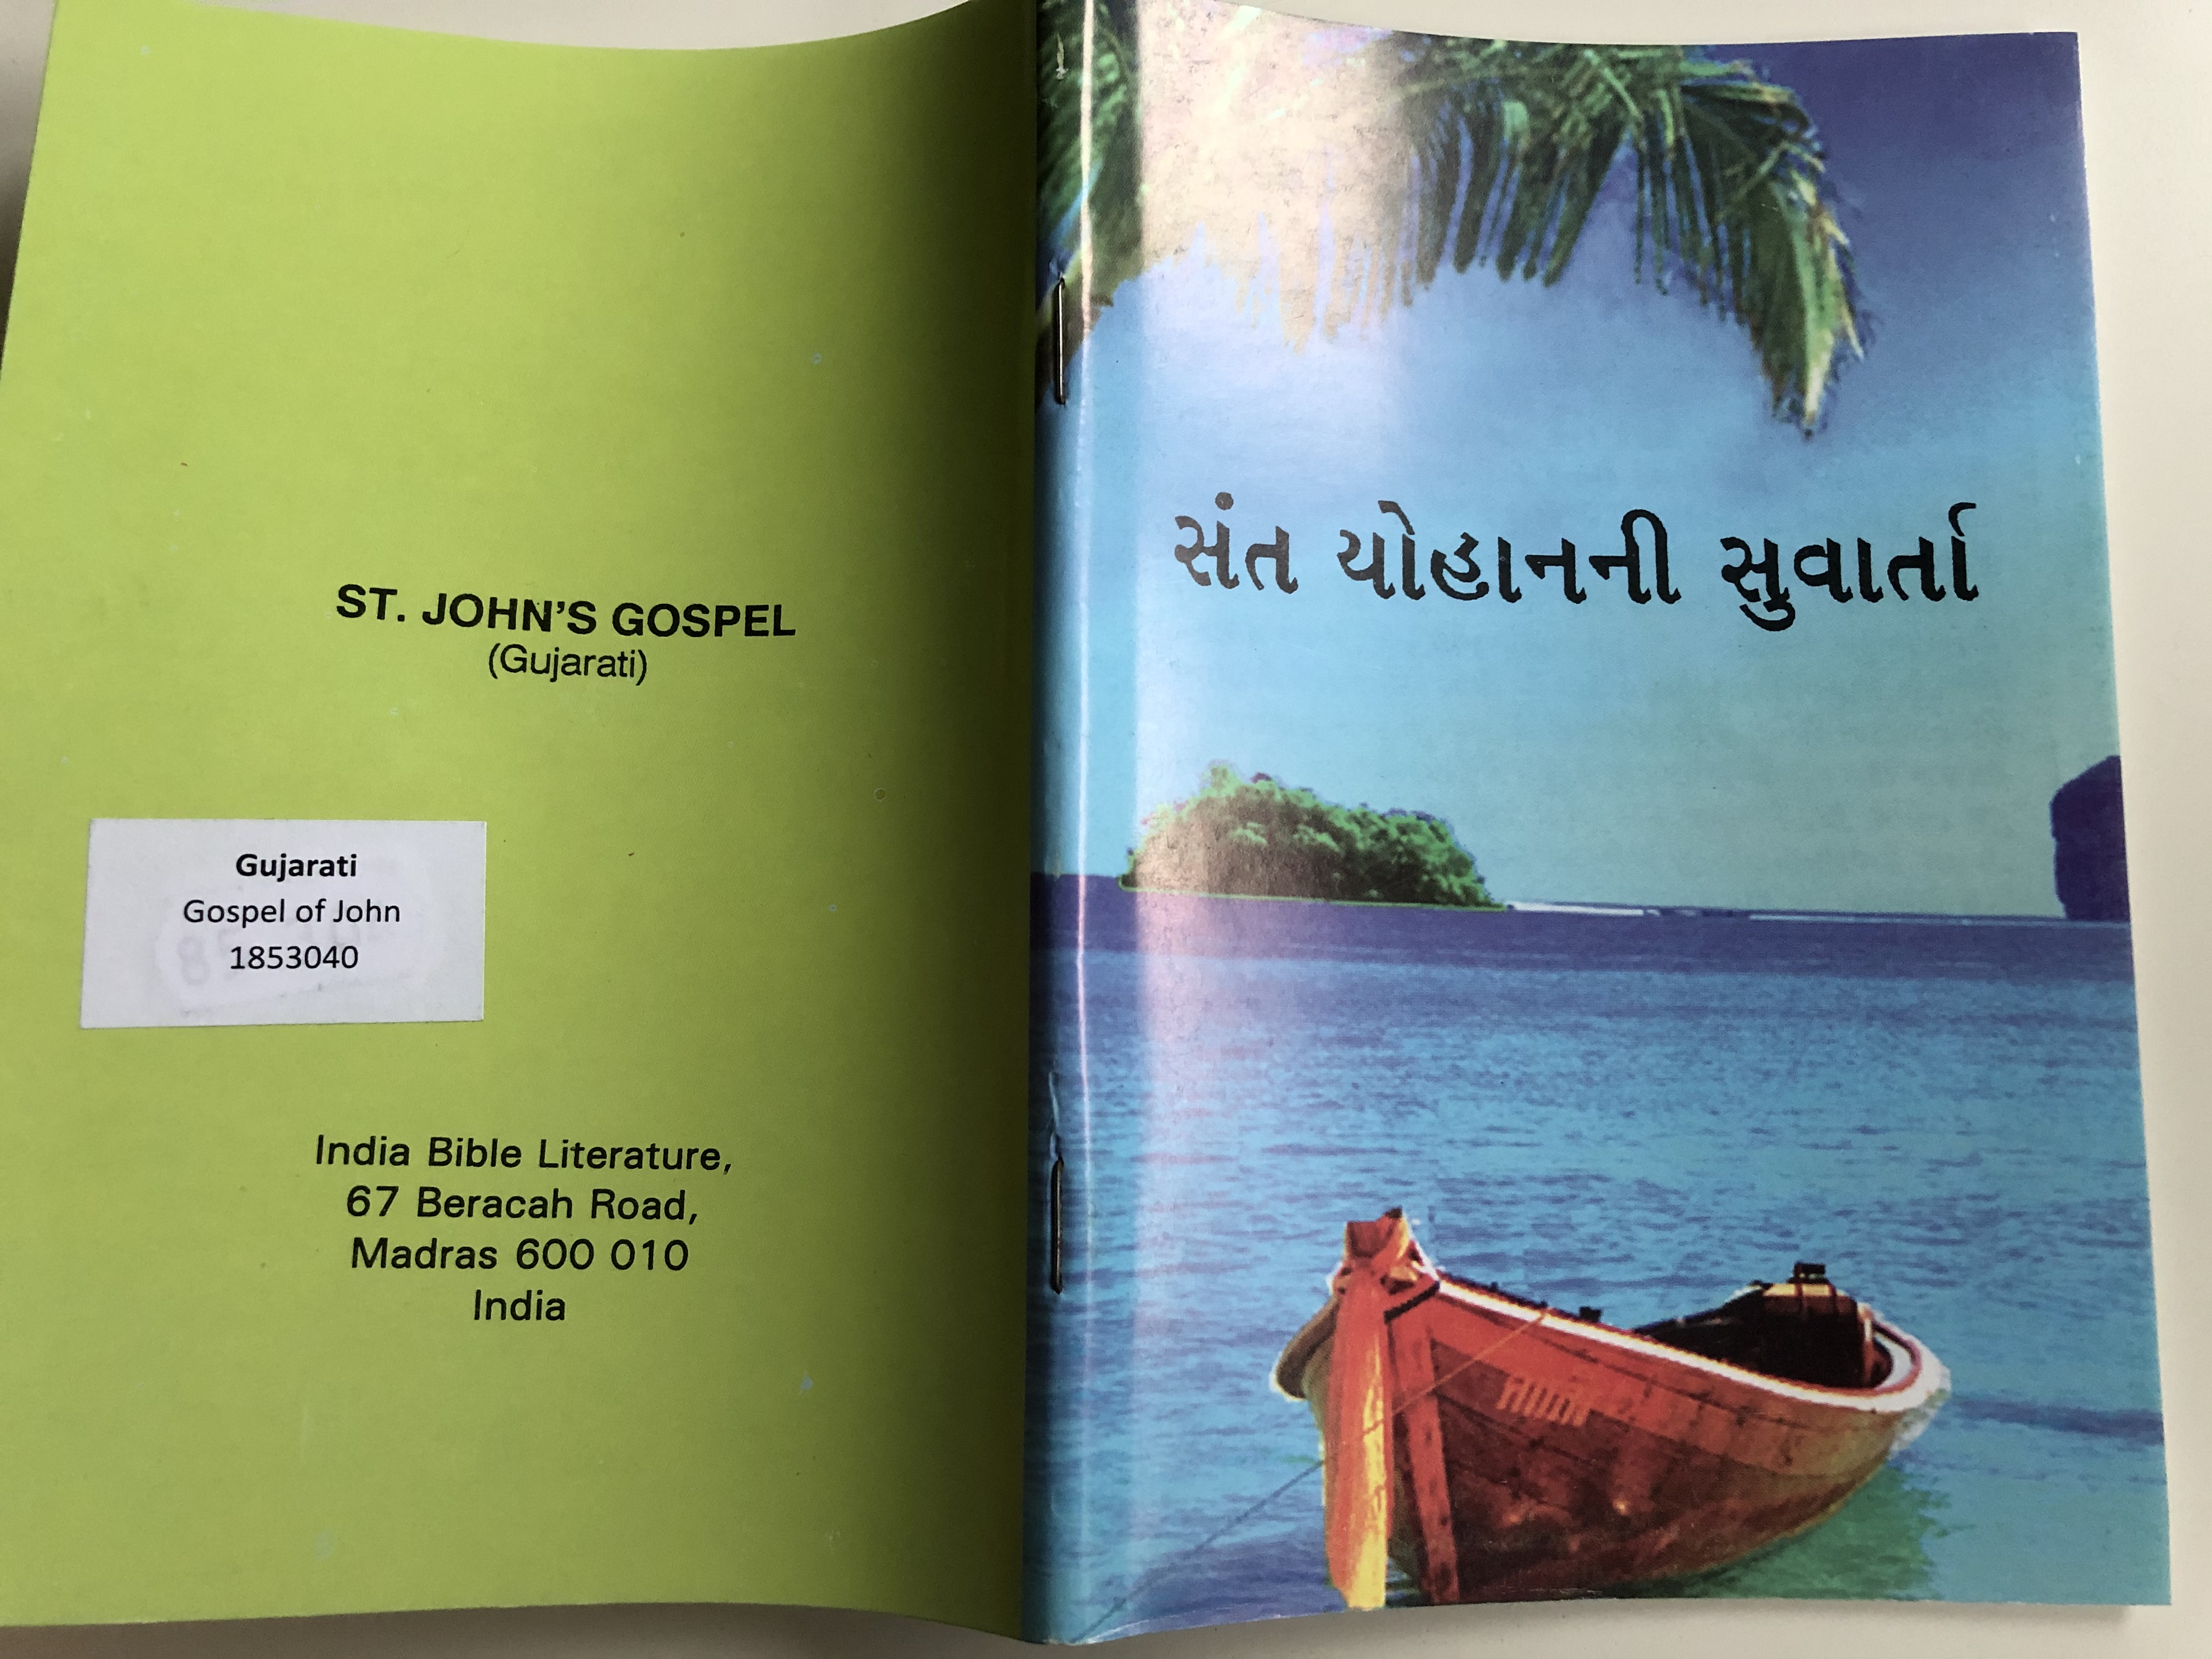 ST. JOHN'S GOSPEL
(Gujarati)
Gujarati
Gospel of John
1853040
India Bible Literature,
67 Beracah Road,
Madras 600 010
India
સંત યોહાનની સુવાર્તા